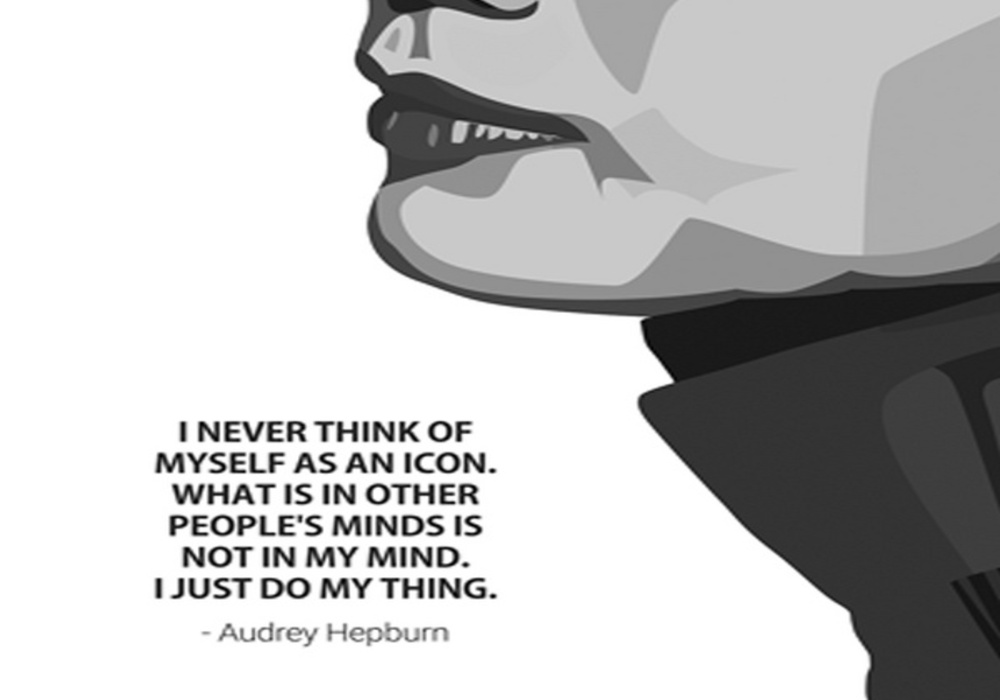 I NEVER THINK OF
MYSELF AS AN ICON.
WHAT IS IN OTHER
PEOPLE'S MINDS IS
NOT IN MY MIND.
I JUST DO MY THING.
- Audrey Hepburn